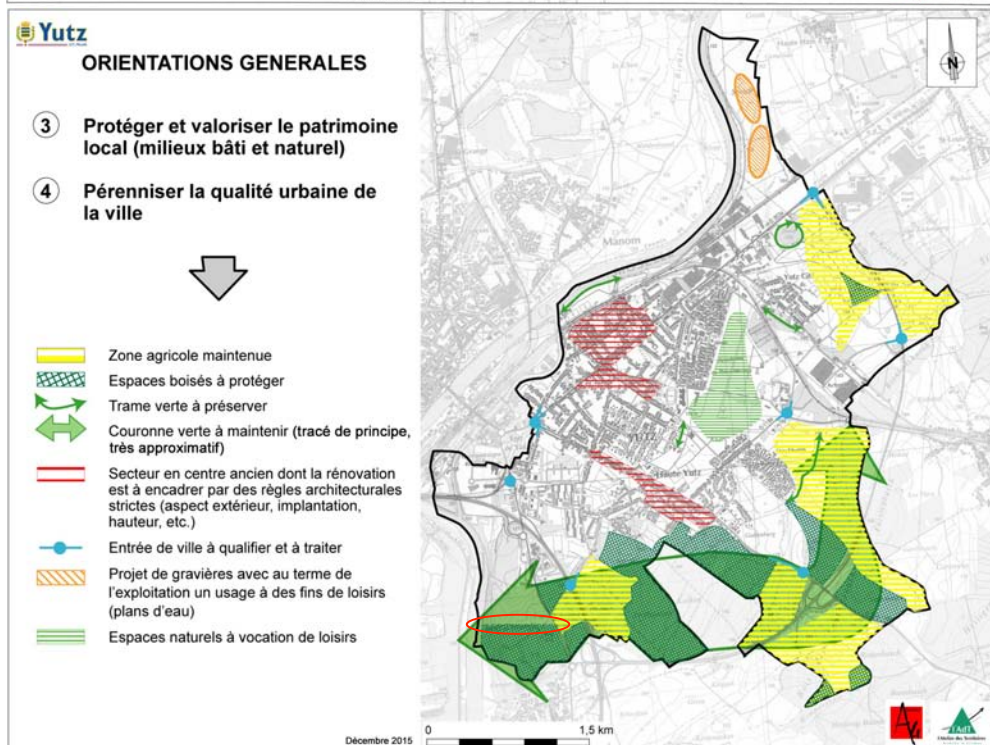 Yutz
ORIENTATIONS GENERALES
3 Protéger et valoriser le patrimoine
local (milieux bâti et naturel)
4 Pérenniser la qualité urbaine de
la ville
Zone agricole maintenue
Espaces boisés à protéger
Trame verte à préserver
Couronne verte à maintenir (tracé de principe,
très approximatif)
Secteur en centre ancien dont la rénovation
est à encadrer par des règles architecturales
strictes (aspect extérieur, implantation,
hauteur, etc.)
Entrée de ville à qualifier et à traiter
Projet de gravières avec au terme de
l'exploitation un usage à des fins de loisirs
(plans d'eau)
Espaces naturels à vocation de loisirs
Décembre 2015
N
Manom
YUTZ
Haute Yutz
0 1,5 km